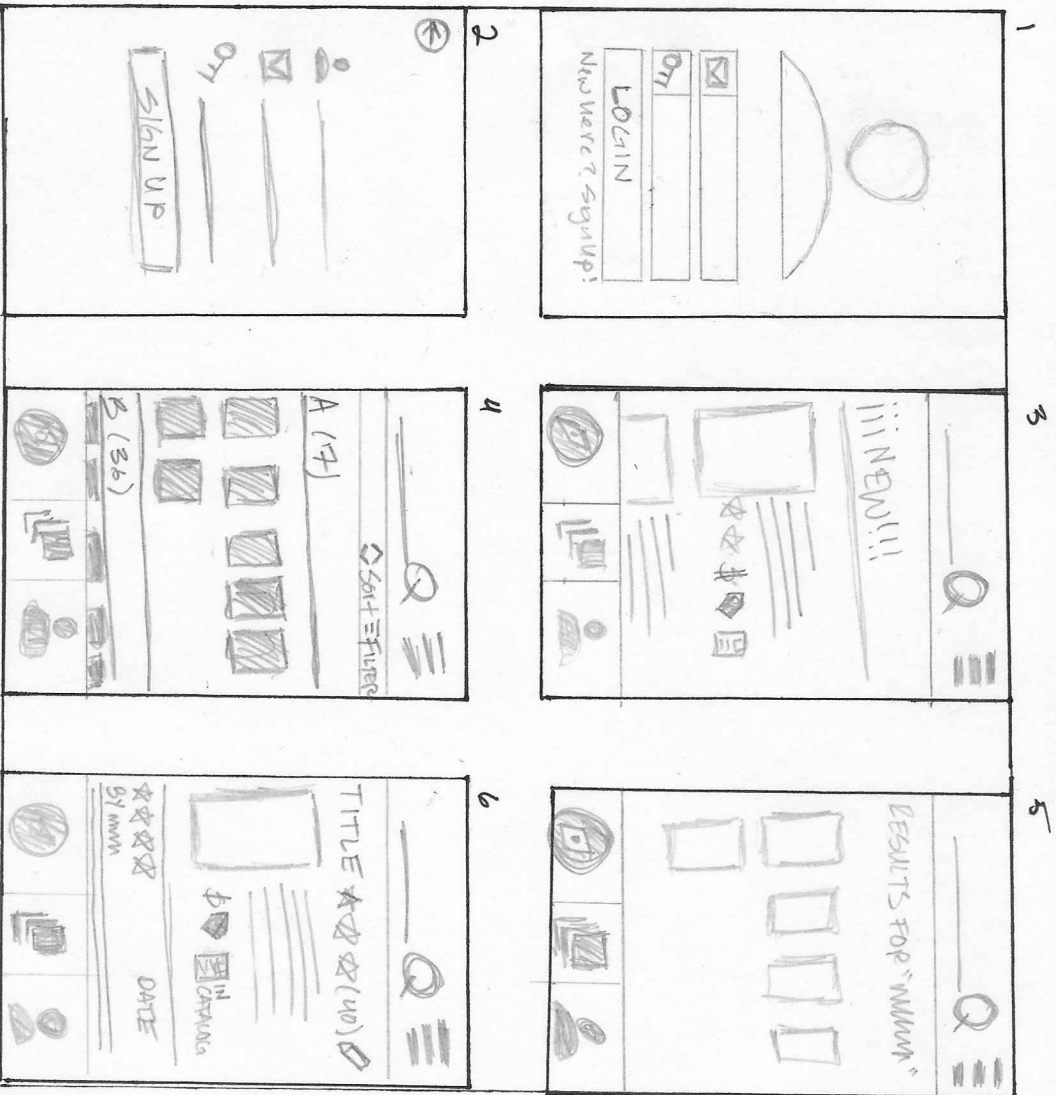 1
LOGIN
New here? Sign Up!
2
SIGN UP
3
¡¡¡¡NEW!!!!
$
4
Sort
FILTER
A (17)
B (36)
5
RESULTS FOR "
"
6
TITLE
(40)
$
IN
CATALOG
DATE
BY